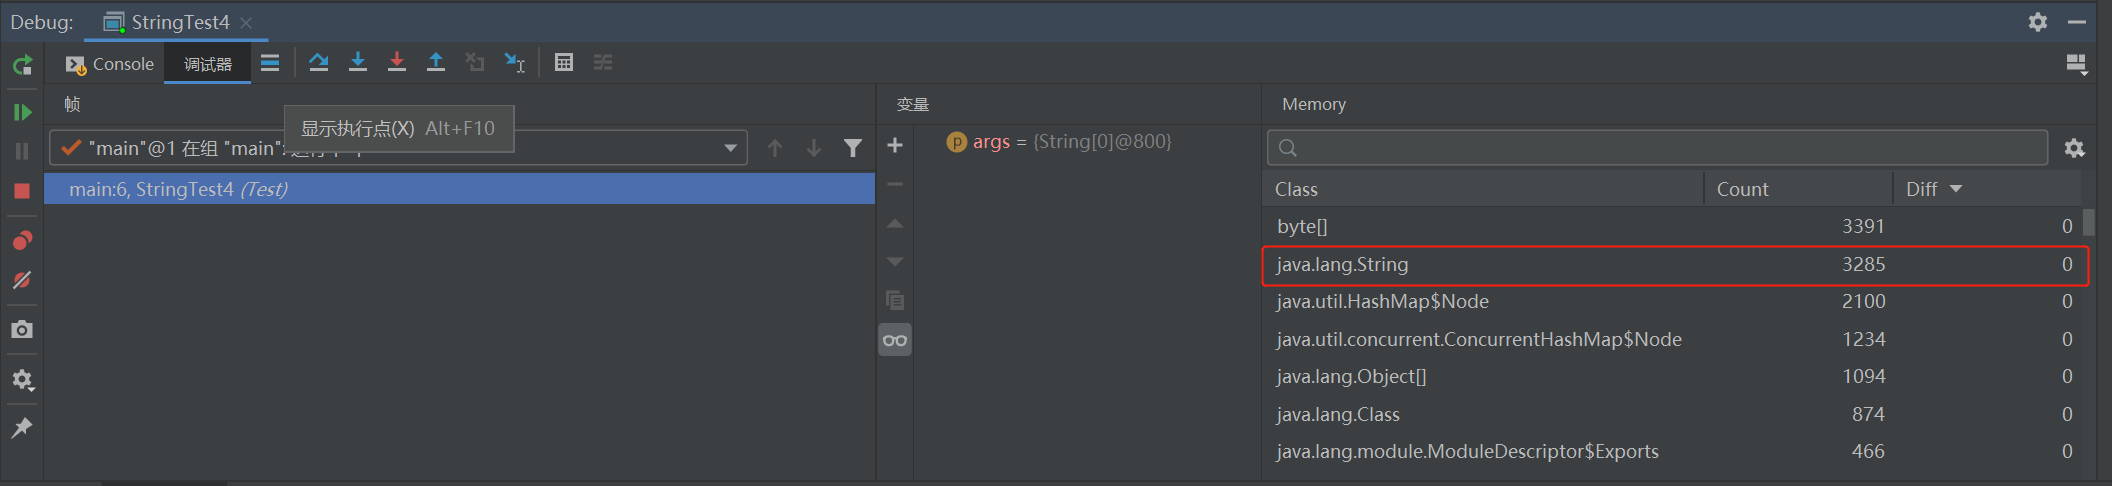 Debug: StringTest4
Console 调试器
帧
变量
Memory
显示执行点(X) Alt+F10
"main"@1 在组 "main":
main:6, StringTest4 (Test)
args = {String[0]@800}
Class Count Diff
byte[] 3391 0
java.lang.String 3285 0
java.util.HashMap$Node 2100 0
java.util.concurrent.ConcurrentHashMap$Node 1234 0
java.lang.Object[] 1094 0
java.lang.Class 874 0
java.lang.module.ModuleDescriptor$Exports 466 0